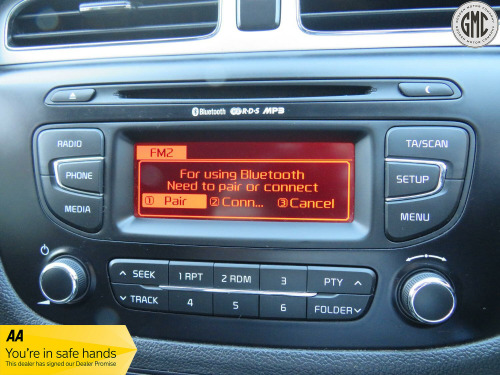 GMC
Bluetooth R·D·S MP3
RADIO
PHONE
MEDIA
FM2
For using Bluetooth
Need to pair or connect
① Pair ② Conn... ③ Cancel
TA/SCAN
SETUP
MENU
SEEK 1 RPT 2 RDM 3 PTY
TRACK 4 5 6 FOLDER
AA
You're in safe hands
This dealer has signed our Dealer Promise